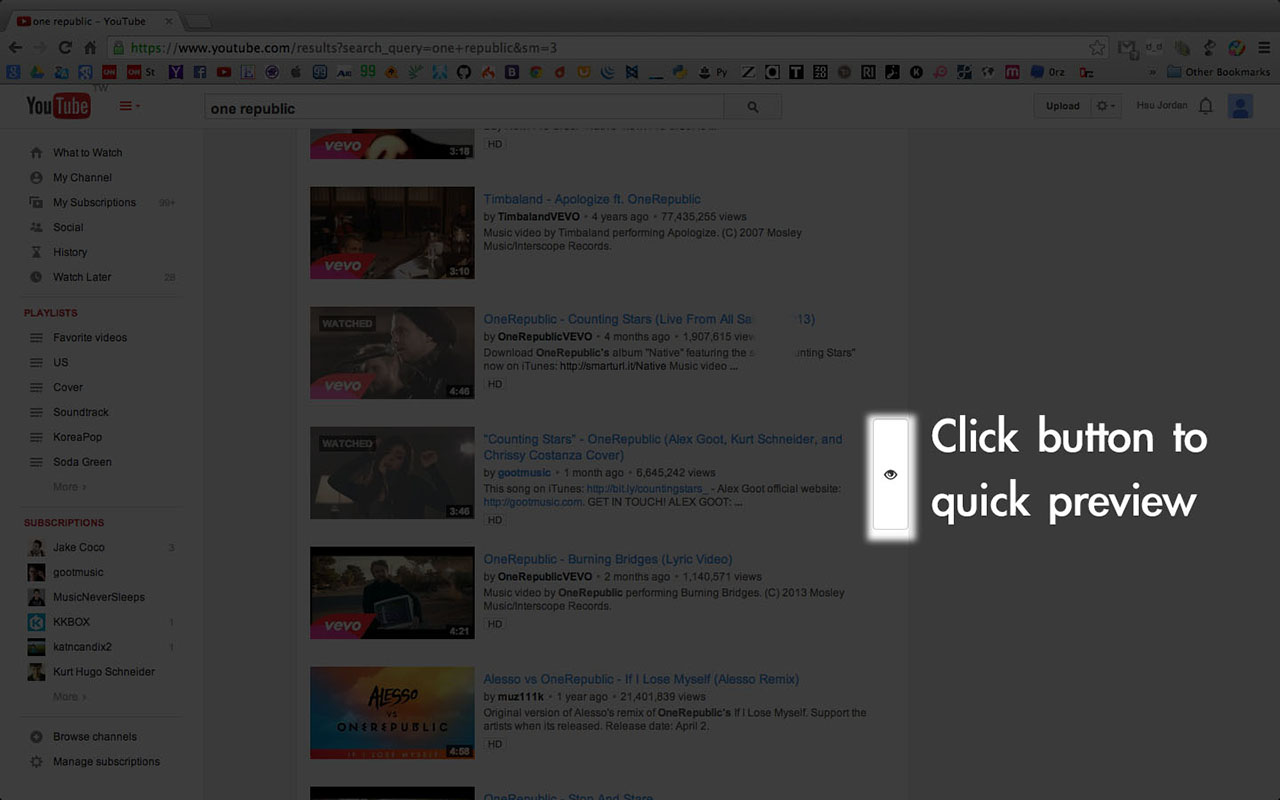 one republic - YouTube
https://www.youtube.com/results?search_query=one+republic&sm=3
CNN
CNN St
99
Py
0rz
» Other Bookmarks
YouTube TW
one republic
Upload
Hsu Jordan
What to Watch
My Channel
My Subscriptions 99+
Social
History
Watch Later 28
PLAYLISTS
Favorite videos
US
Cover
Soundtrack
KoreaPop
Soda Green
More ›
SUBSCRIPTIONS
Jake Coco 3
gootmusic
MusicNeverSleeps
KKBOX 1
katncandix2 1
Kurt Hugo Schneider
More ›
Browse channels
Manage subscriptions
vevo
3:18
HD
vevo
3:10
Timbaland - Apologize ft. OneRepublic
by TimbalandVEVO • 4 years ago • 77,435,255 views
Music video by Timbaland performing Apologize. (C) 2007 Mosley
Music/Interscope Records.
WATCHED
vevo
4:46
OneRepublic - Counting Stars (Live From All Sa 13)
by OneRepublicVEVO • 4 months ago • 1,907,615 view
Download OneRepublic's album "Native" featuring the s unting Stars"
now on iTunes: http://smarturl.it/Native Music video ...
HD
WATCHED
3:46
"Counting Stars" - OneRepublic (Alex Goot, Kurt Schneider, and
Chrissy Costanza Cover)
by gootmusic • 1 month ago • 6,645,242 views
This song on iTunes: http://bit.ly/countingstars_ - Alex Goot official website:
http://gootmusic.com. GET IN TOUCH! ALEX GOOT: ...
HD
vevo
4:21
OneRepublic - Burning Bridges (Lyric Video)
by OneRepublicVEVO • 2 months ago • 1,140,571 views
Music video by OneRepublic performing Burning Bridges. (C) 2013 Mosley
Music/Interscope Records.
HD
ALESSO
VS
ONEREPUBLIC
IF I LOSE MYSELF
4:58
Alesso vs OneRepublic - If I Lose Myself (Alesso Remix)
by muz111k • 1 year ago • 21,401,839 views
Original version of Alesso's remix of OneRepublic's If I Lose Myself. Support the
artists when its released. Release date: April 2.
HD
OneRepublic - Stop And Stare
Click button to
quick preview